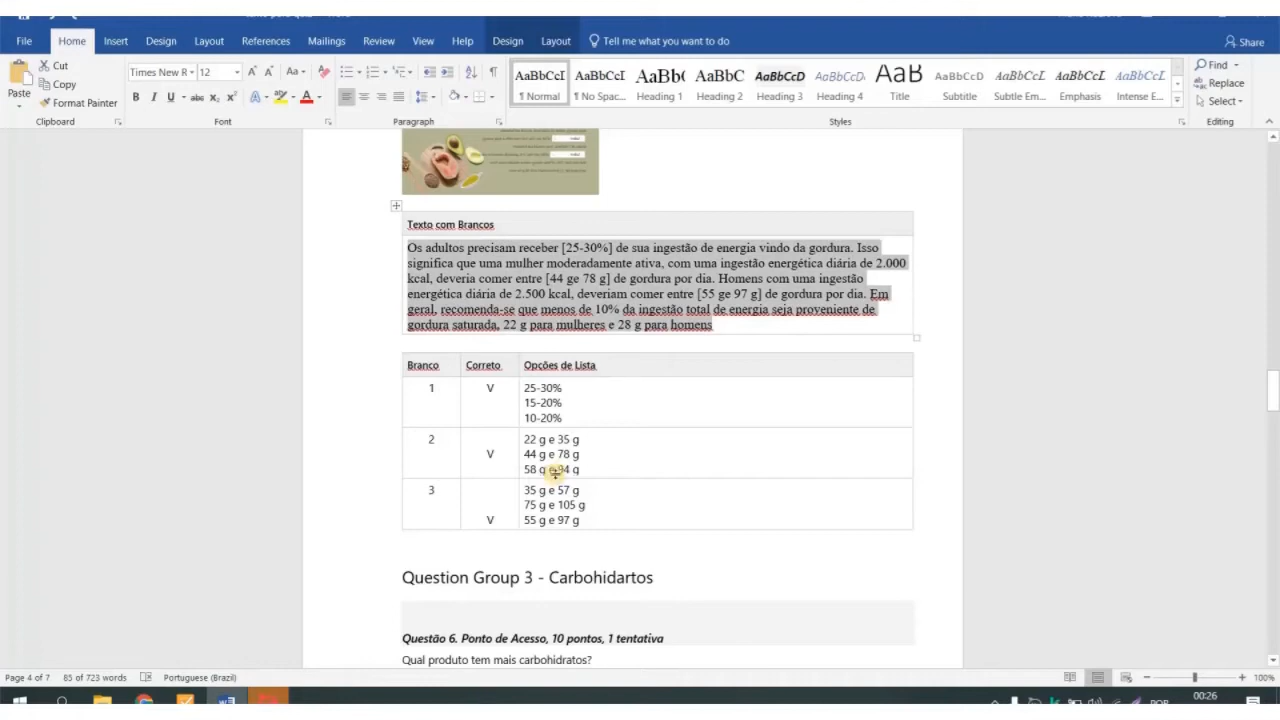 File Home Insert Design Layout References Mailings Review View Help Design Layout Tell me what you want to do Share
Paste
Cut
Copy
Format Painter
Clipboard
Times New R 12 Aa
B I U abc x₂ x²
Font
Paragraph
AaBbCcI AaBbCcI AaBb( AaBbC AaBbCcD AaBbCcD. AaB AaBbCcD AaBbCcL AaBbCcL AaBbCcL
¶ Normal ¶ No Spac... Heading 1 Heading 2 Heading 3 Heading 4 Title Subtitle Subtle Em... Emphasis Intense E...
Styles
Find
Replace
Select
Editing
Texto com Brancos
Os adultos precisam receber [25-30%] de sua ingestão de energia vindo da gordura. Isso
significa que uma mulher moderadamente ativa, com uma ingestão energética diária de 2.000
kcal, deveria comer entre [44 ge 78 g] de gordura por dia. Homens com uma ingestão
energética diária de 2.500 kcal, deveriam comer entre [55 ge 97 g] de gordura por dia. Em
geral, recomenda-se que menos de 10% da ingestão total de energia seja proveniente de
gordura saturada, 22 g para mulheres e 28 g para homens
Branco Correto Opções de Lista
1 V 25-30%
15-20%
10-20%
2 22 g e 35 g
V 44 g e 78 g
58 g e 94 g
3 35 g e 57 g
75 g e 105 g
V 55 g e 97 g
Question Group 3 - Carbohidartos
Questão 6. Ponto de Acesso, 10 pontos, 1 tentativa
Qual produto tem mais carbohidratos?
Page 4 of 7 85 of 723 words Portuguese (Brazil) 100%
00:26